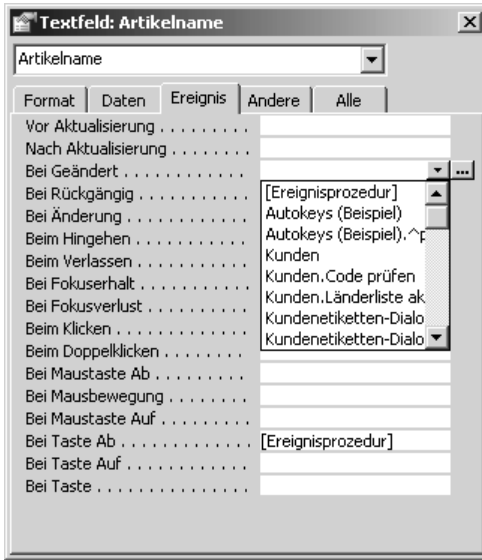 Textfeld: Artikelname
Artikelname
Format Daten Ereignis Andere Alle
Vor Aktualisierung . . . . . . . . .
Nach Aktualisierung . . . . . . . .
Bei Geändert . . . . . . . . . . . . ...
Bei Rückgängig . . . . . . . . . . . [Ereignisprozedur]
Bei Änderung . . . . . . . . . . . . Autokeys (Beispiel)
Beim Hingehen . . . . . . . . . . . Autokeys (Beispiel).^p
Beim Verlassen . . . . . . . . . . . Kunden
Bei Fokuserhalt . . . . . . . . . . . Kunden.Code prüfen
Bei Fokusverlust . . . . . . . . . . Kunden.Länderliste ak
Beim Klicken . . . . . . . . . . . . . Kundenetiketten-Dialo
Beim Doppelklicken . . . . . . . . Kundenetiketten-Dialo
Bei Maustaste Ab . . . . . . . . .
Bei Mausbewegung . . . . . . . .
Bei Maustaste Auf . . . . . . . . .
Bei Taste Ab . . . . . . . . . . . . . [Ereignisprozedur]
Bei Taste Auf . . . . . . . . . . . .
Bei Taste . . . . . . . . . . . . . . .